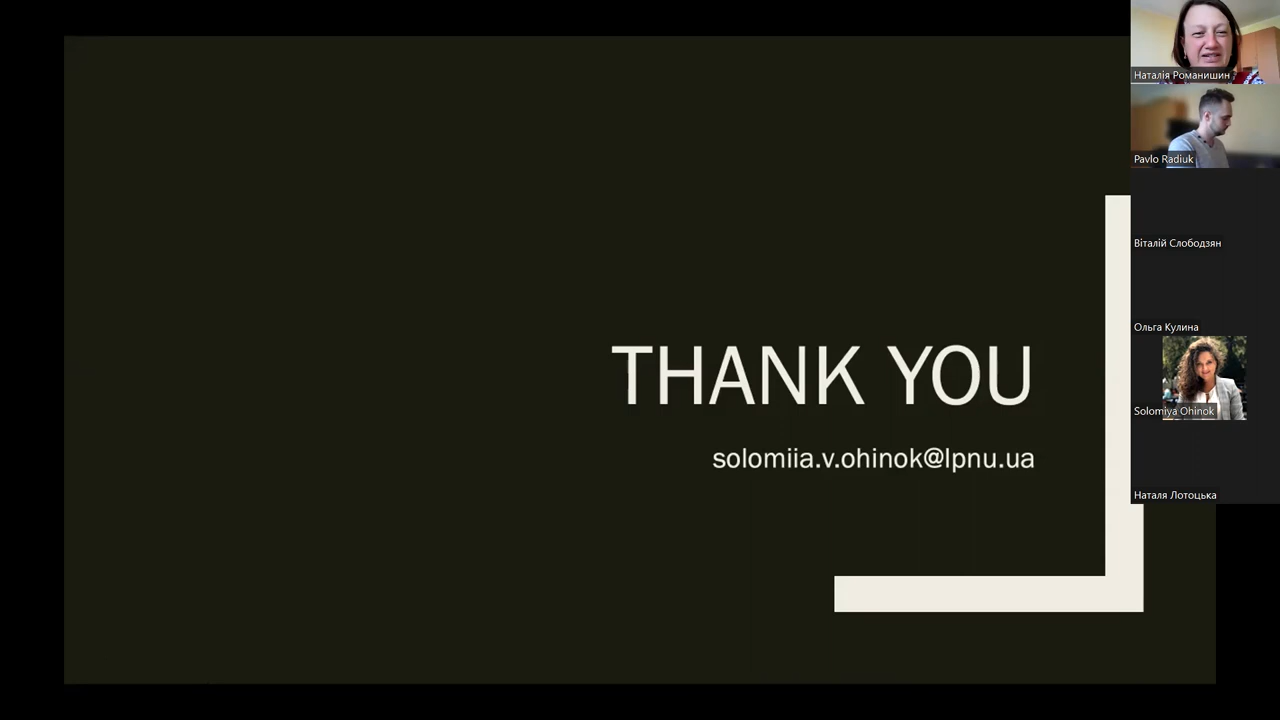 THANK YOU
solomiia.v.ohinok@lpnu.ua
Наталія Романишин
Pavlo Radiuk
Віталій Слободзян
Ольга Кулина
Solomiya Ohinok
Наталя Лотоцька